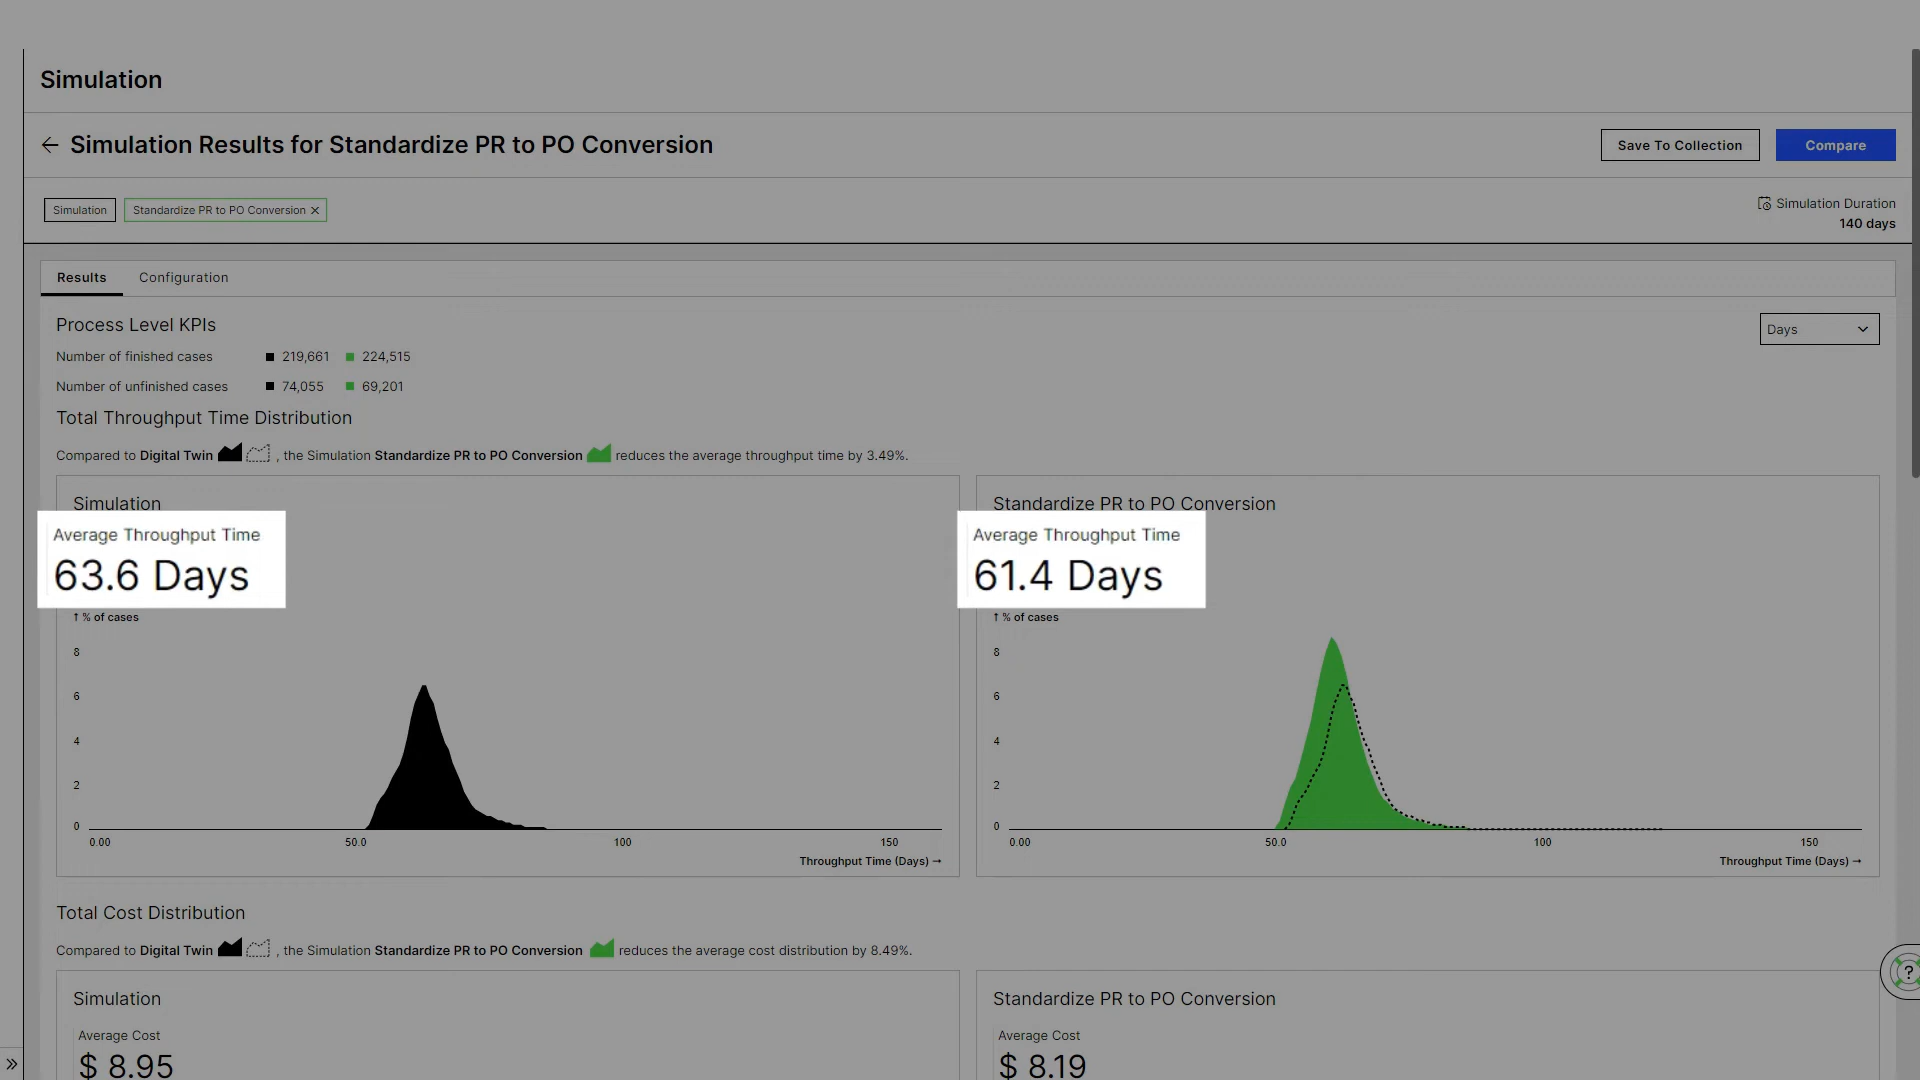 Simulation
Simulation Results for Standardize PR to PO Conversion
Save To Collection
Compare
Simulation
Standardize PR to PO Conversion
Simulation Duration
140 days
Results
Configuration
Process Level KPIs
Days
Number of finished cases 219,661 224,515
Number of unfinished cases 74,055 69,201
Total Throughput Time Distribution
Compared to Digital Twin , the Simulation Standardize PR to PO Conversion reduces the average throughput time by 3.49%.
Simulation
Average Throughput Time
63.6 Days
↑ % of cases
8
6
4
2
0
0.00 50.0 100 150
Throughput Time (Days) →
Standardize PR to PO Conversion
Average Throughput Time
61.4 Days
↑ % of cases
8
6
4
2
0
0.00 50.0 100 150
Throughput Time (Days) →
Total Cost Distribution
Compared to Digital Twin , the Simulation Standardize PR to PO Conversion reduces the average cost distribution by 8.49%.
Simulation
Average Cost
$ 8.95
Standardize PR to PO Conversion
Average Cost
$ 8.19
?